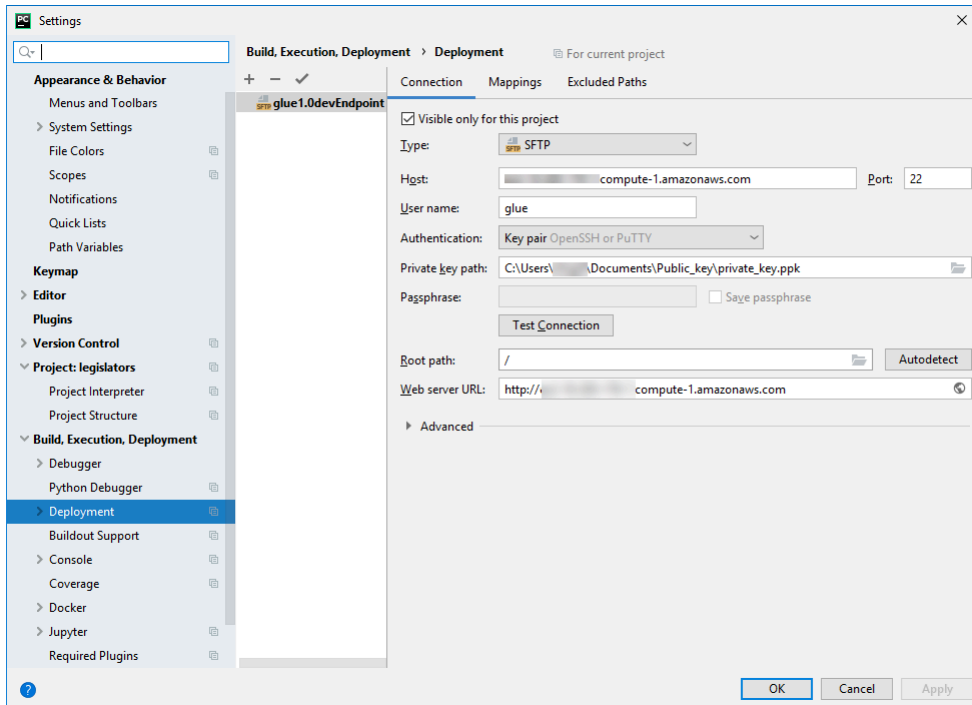 PC Settings
Build, Execution, Deployment › Deployment For current project
Appearance & Behavior
Menus and Toolbars
System Settings
File Colors
Scopes
Notifications
Quick Lists
Path Variables
Keymap
Editor
Plugins
Version Control
Project: legislators
Project Interpreter
Project Structure
Build, Execution, Deployment
Debugger
Python Debugger
Deployment
Buildout Support
Console
Coverage
Docker
Jupyter
Required Plugins
SFTP glue1.0devEndpoint
Connection Mappings Excluded Paths
Visible only for this project
Type: SFTP SFTP
Host: compute-1.amazonaws.com Port: 22
User name: glue
Authentication: Key pair OpenSSH or PuTTY
Private key path: C:\Users\ \Documents\Public_key\private_key.ppk
Passphrase: Save passphrase
Test Connection
Root path: / Autodetect
Web server URL: http:// compute-1.amazonaws.com
Advanced
? OK Cancel Apply